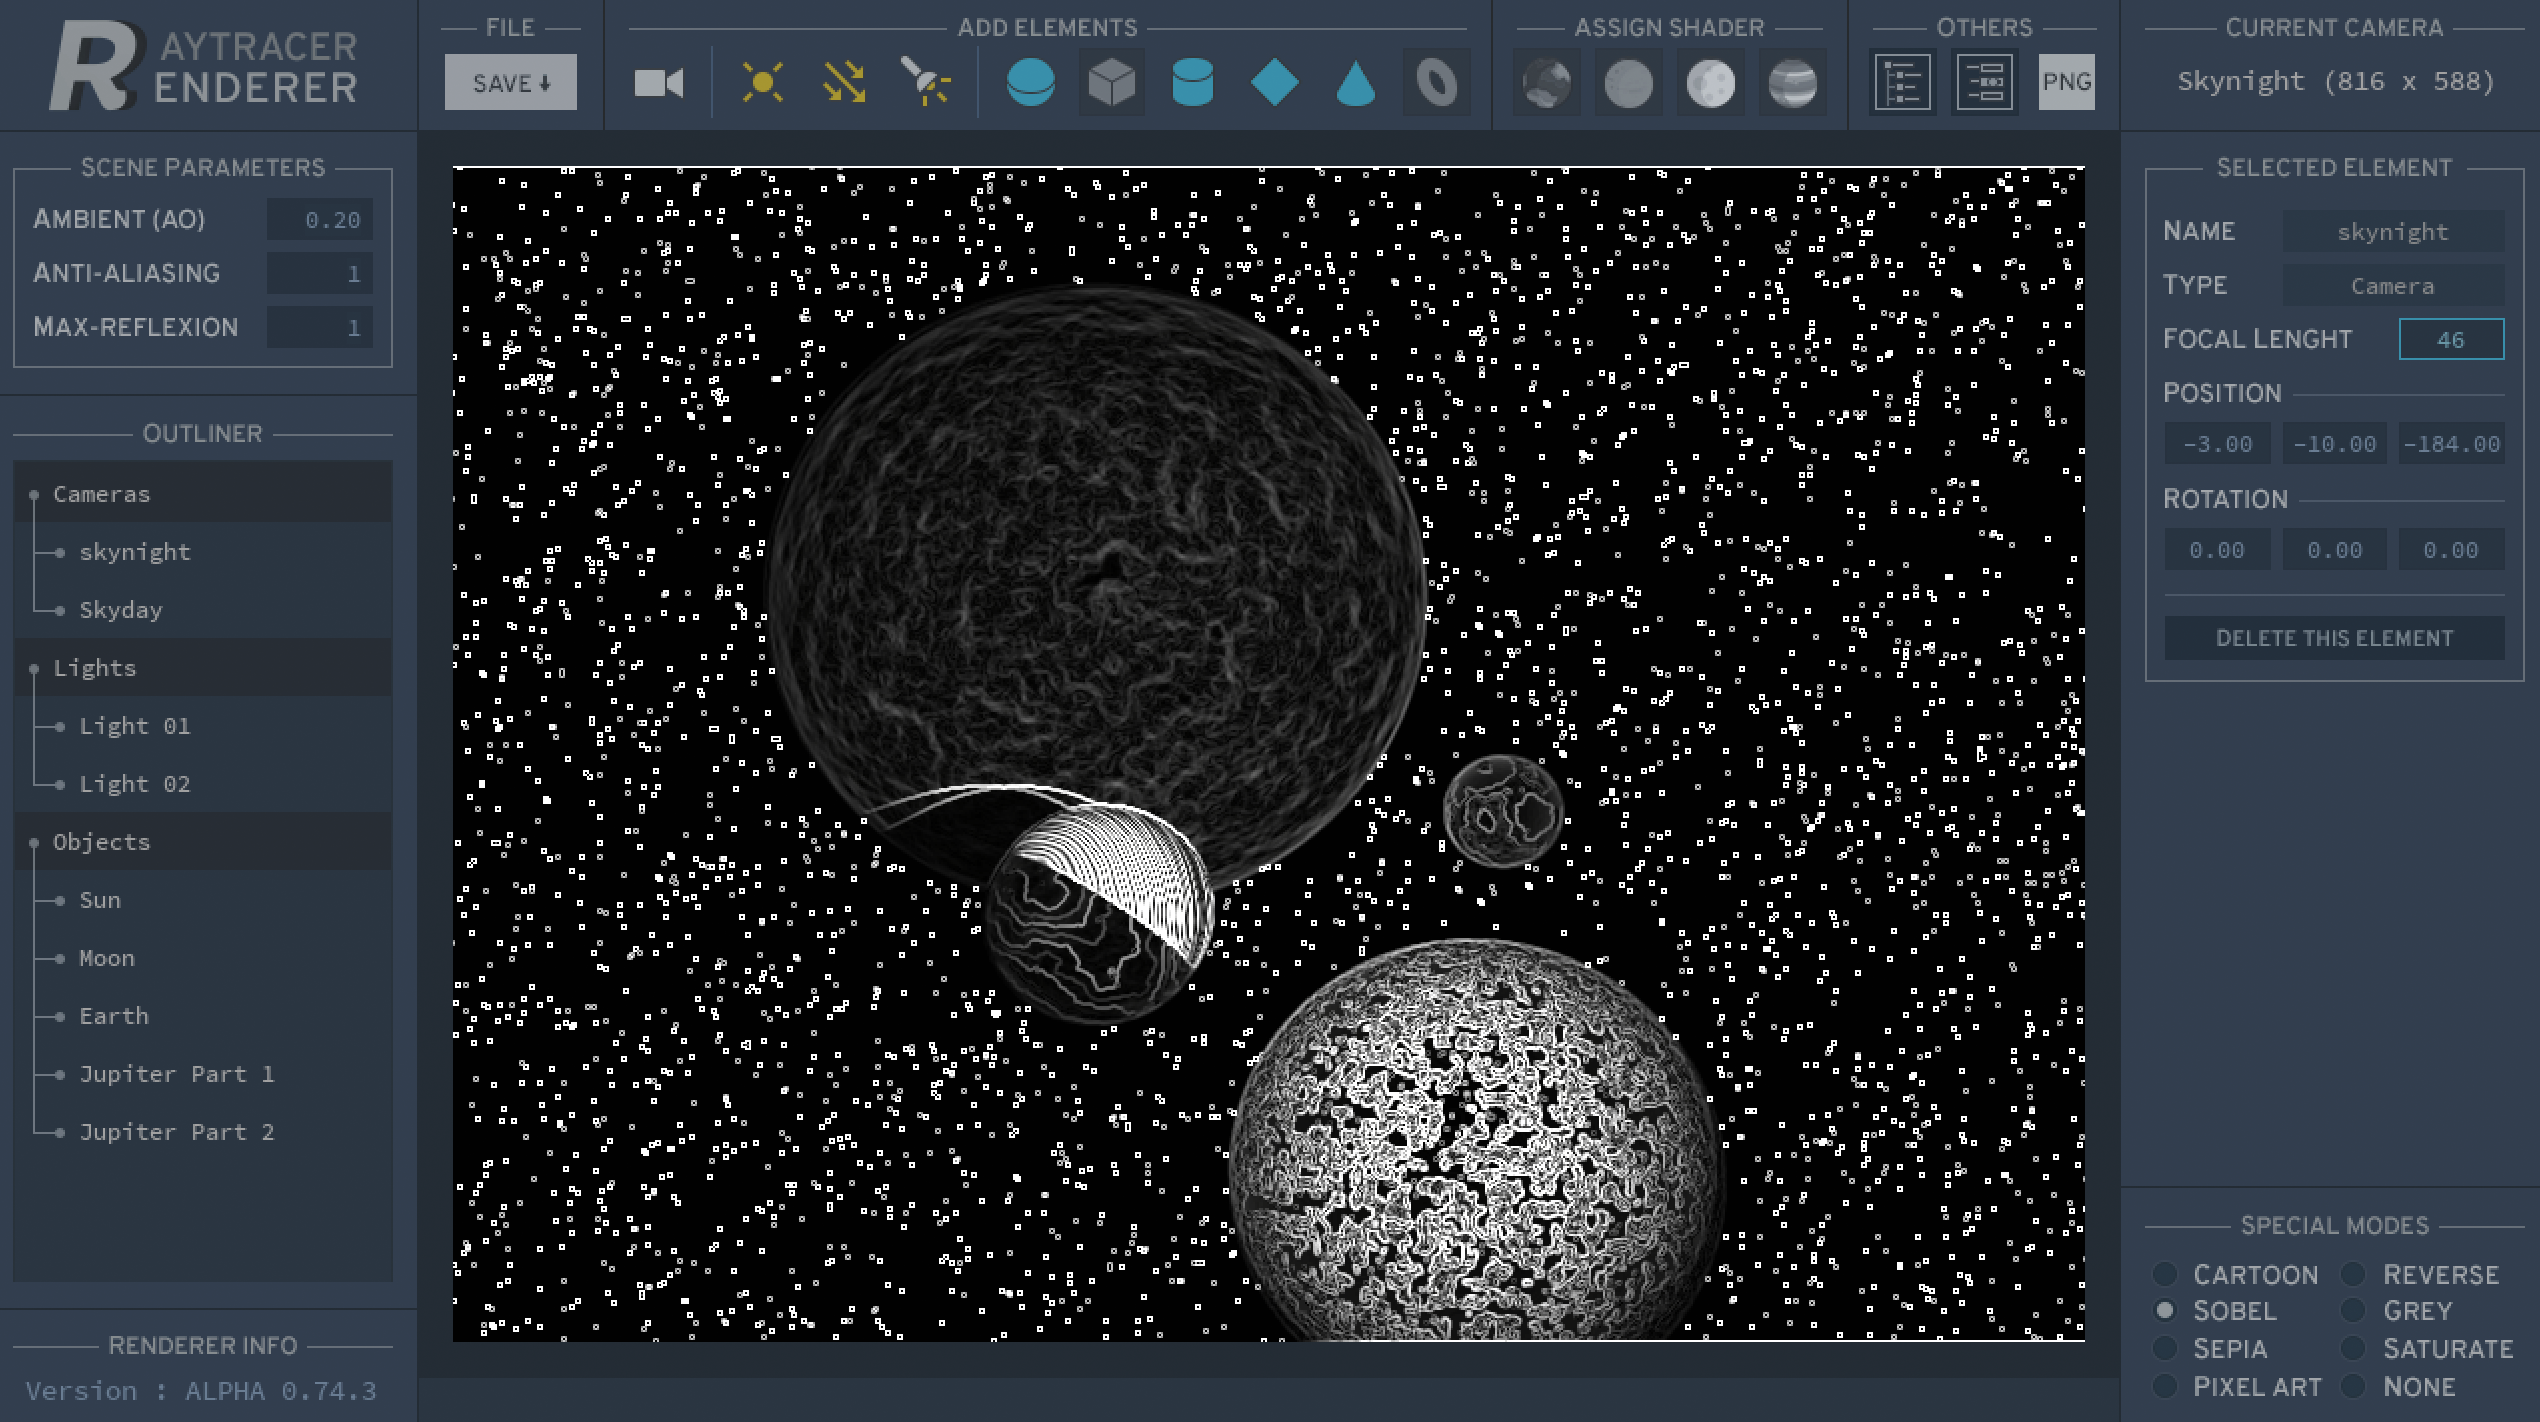 RAYTRACER
RENDERER
FILE
SAVE
ADD ELEMENTS
ASSIGN SHADER
OTHERS
PNG
CURRENT CAMERA
Skynight (816 x 588)
SCENE PARAMETERS
AMBIENT (AO) 0.20
ANTI-ALIASING 1
MAX-REFLEXION 1
OUTLINER
Cameras
skynight
Skyday
Lights
Light 01
Light 02
Objects
Sun
Moon
Earth
Jupiter Part 1
Jupiter Part 2
RENDERER INFO
Version : ALPHA 0.74.3
SELECTED ELEMENT
NAME skynight
TYPE Camera
FOCAL LENGHT 46
POSITION
-3.00 -10.00 -184.00
ROTATION
0.00 0.00 0.00
DELETE THIS ELEMENT
SPECIAL MODES
CARTOON REVERSE
SOBEL GREY
SEPIA SATURATE
PIXEL ART NONE